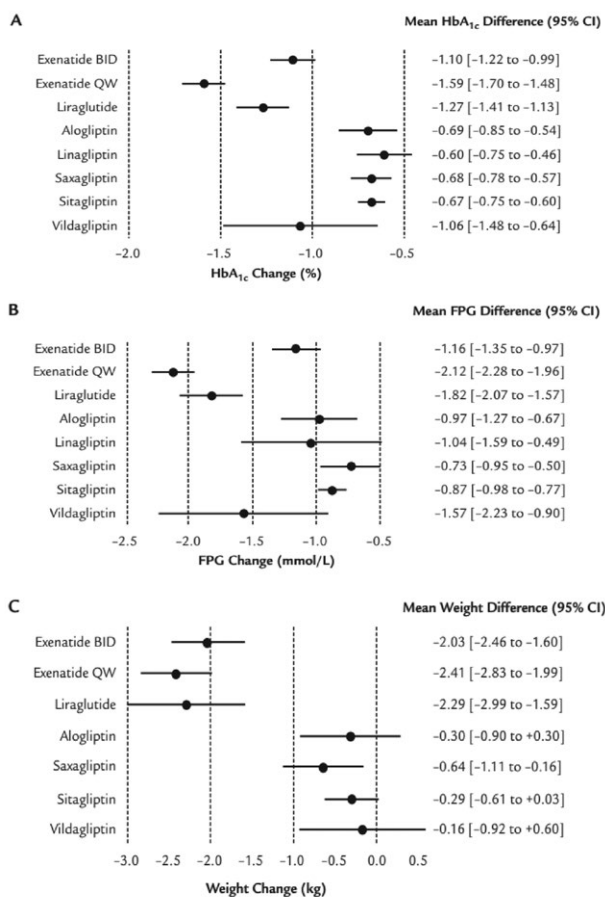 A
Mean HbA1c Difference (95% CI)
Exenatide BID −1.10 [−1.22 to −0.99]
Exenatide QW −1.59 [−1.70 to −1.48]
Liraglutide −1.27 [−1.41 to −1.13]
Alogliptin −0.69 [−0.85 to −0.54]
Linagliptin −0.60 [−0.75 to −0.46]
Saxagliptin −0.68 [−0.78 to −0.57]
Sitagliptin −0.67 [−0.75 to −0.60]
Vildagliptin −1.06 [−1.48 to −0.64]
−2.0 −1.0 −0.5
HbA1c Change (%)
B
Mean FPG Difference (95% CI)
Exenatide BID −1.16 [−1.35 to −0.97]
Exenatide QW −2.12 [−2.28 to −1.96]
Liraglutide −1.82 [−2.07 to −1.57]
Alogliptin −0.97 [−1.27 to −0.67]
Linagliptin −1.04 [−1.59 to −0.49]
Saxagliptin −0.73 [−0.95 to −0.50]
Sitagliptin −0.87 [−0.98 to −0.77]
Vildagliptin −1.57 [−2.23 to −0.90]
−2.5 −2.0 −1.5 −1.0 −0.5
FPG Change (mmol/L)
C
Mean Weight Difference (95% CI)
Exenatide BID −2.03 [−2.46 to −1.60]
Exenatide QW −2.41 [−2.83 to −1.99]
Liraglutide −2.29 [−2.99 to −1.59]
Alogliptin −0.30 [−0.90 to +0.30]
Saxagliptin −0.64 [−1.11 to −0.16]
Sitagliptin −0.29 [−0.61 to +0.03]
Vildagliptin −0.16 [−0.92 to +0.60]
−3.0 −2.5 −2.0 −1.0 −0.5 0.0 0.5
Weight Change (kg)